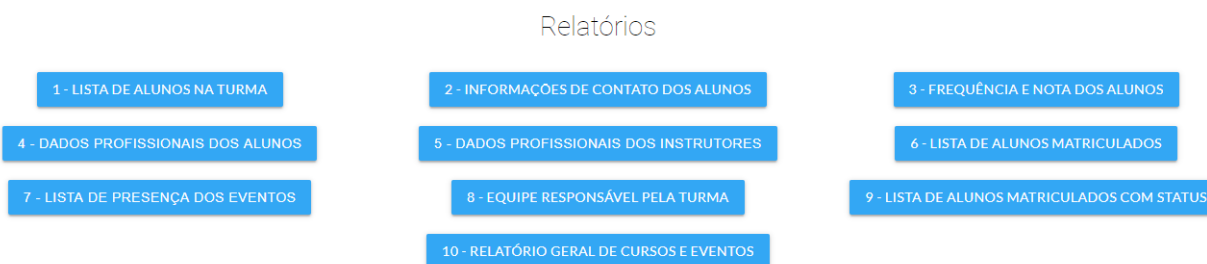 Relatórios
1 - LISTA DE ALUNOS NA TURMA
2 - INFORMAÇÕES DE CONTATO DOS ALUNOS
3 - FREQUÊNCIA E NOTA DOS ALUNOS
4 - DADOS PROFISSIONAIS DOS ALUNOS
5 - DADOS PROFISSIONAIS DOS INSTRUTORES
6 - LISTA DE ALUNOS MATRICULADOS
7 - LISTA DE PRESENÇA DOS EVENTOS
8 - EQUIPE RESPONSÁVEL PELA TURMA
9 - LISTA DE ALUNOS MATRICULADOS COM STATUS
10 - RELATÓRIO GERAL DE CURSOS E EVENTOS